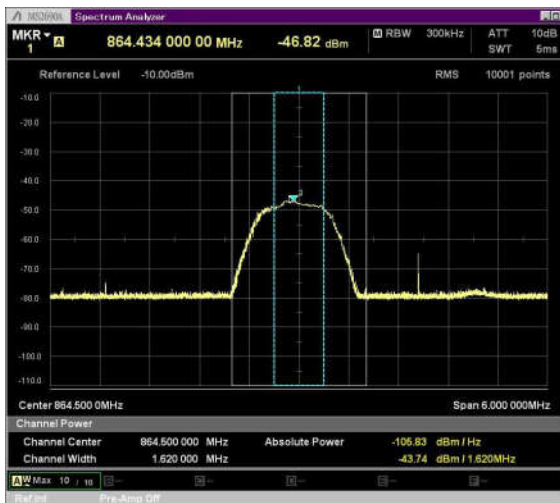 MS2690A Spectrum Analyzer
MKR 1 A 864.434 000 00 MHz -46.82 dBm M RBW 300kHz ATT 10dB
SWT 5ms
Reference Level -10.00dBm RMS 10001 points
-10.0
-20.0
-30.0
-40.0
-50.0
-60.0
-70.0
-80.0
-90.0
-100.0
-110.0
Center 864.500 0MHz Span 6.000 000MHz
Channel Power
Channel Center 864.500 000 MHz Absolute Power -105.83 dBm / Hz
Channel Width 1.620 000 MHz -43.74 dBm / 1.620MHz
A W Max 10 / 10
Ref.Int Pre-Amp Off